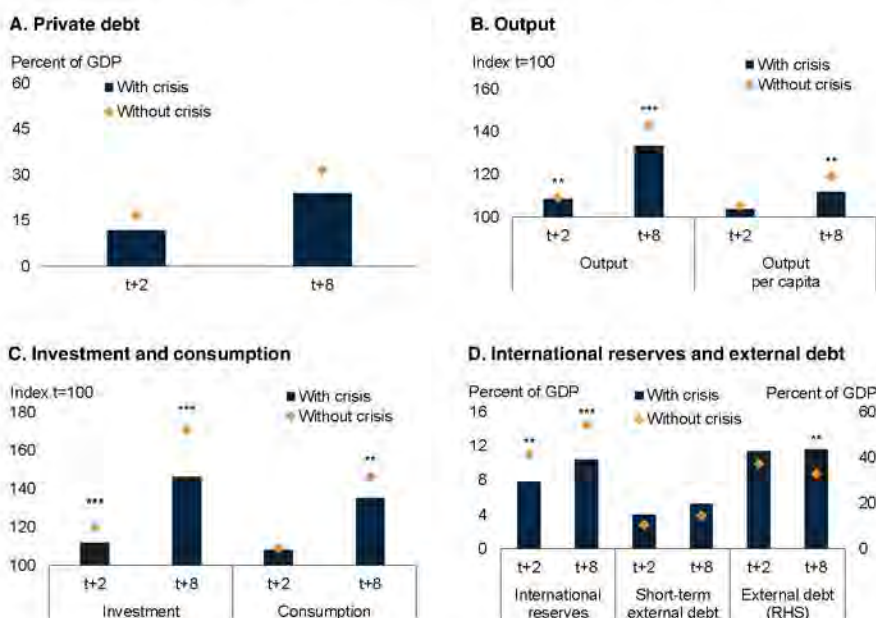 A. Private debt
Percent of GDP
60
With crisis
Without crisis
45
30
15
0
t+2 t+8
B. Output
Index t=100
160
With crisis
Without crisis
140
***
**
**
120
100
t+2 t+8 t+2 t+8
Output Output
per capita
C. Investment and consumption
Index t=100
180
With crisis
Without crisis
***
160
**
140
***
120
100
t+2 t+8 t+2 t+8
Investment Consumption
D. International reserves and external debt
Percent of GDP Percent of GDP
16 60
With crisis
Without crisis
***
** **
12
40
8
20
4
0 0
t+2 t+8 t+2 t+8 t+2 t+8
International Short-term External debt
reserves external debt (RHS)